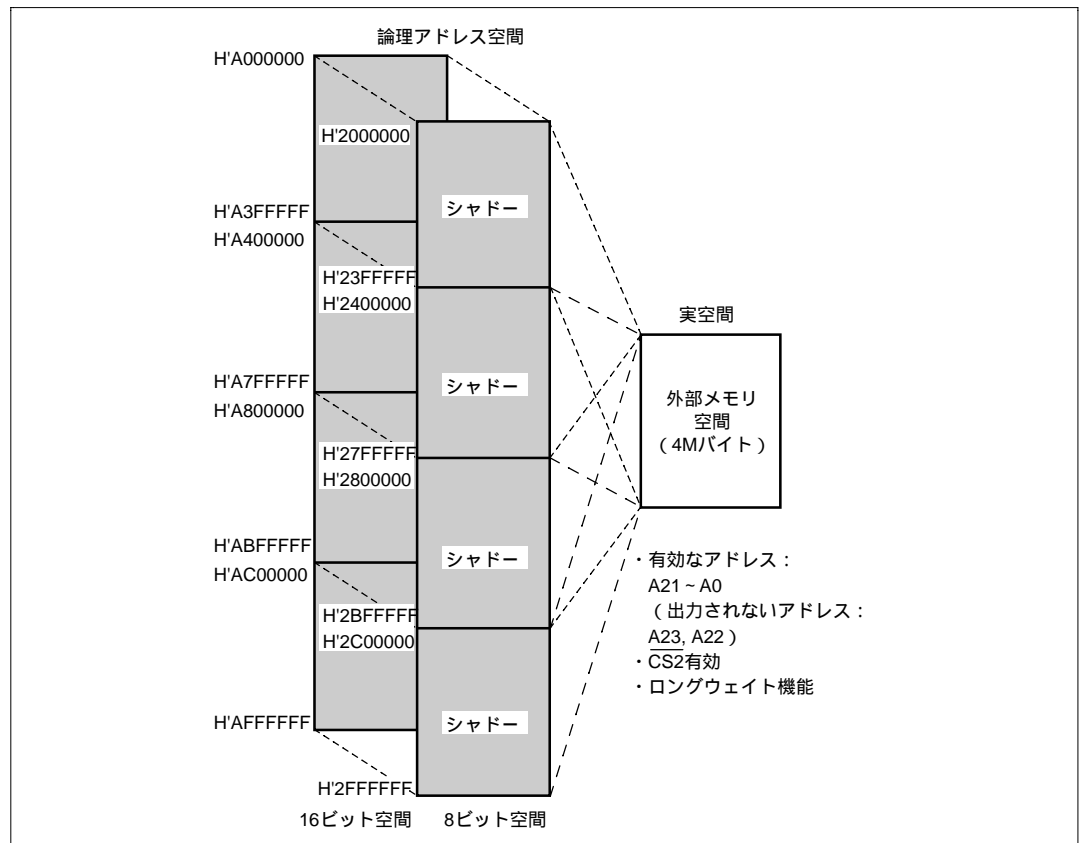 論理アドレス空間
H'A000000
H'2000000
シャドー
H'A3FFFFF
H'A400000
H'23FFFFF
H'2400000
シャドー
H'A7FFFFF
H'A800000
H'27FFFFF
H'2800000
シャドー
H'ABFFFFF
H'AC00000
H'2BFFFFF
H'2C00000
シャドー
H'AFFFFFF
H'2FFFFFF
16ビット空間 8ビット空間
実空間
外部メモリ
空間
（4Mバイト）
・有効なアドレス：
A21～A0
（出力されないアドレス：
A23, A22）
・CS2有効
・ロングウェイト機能